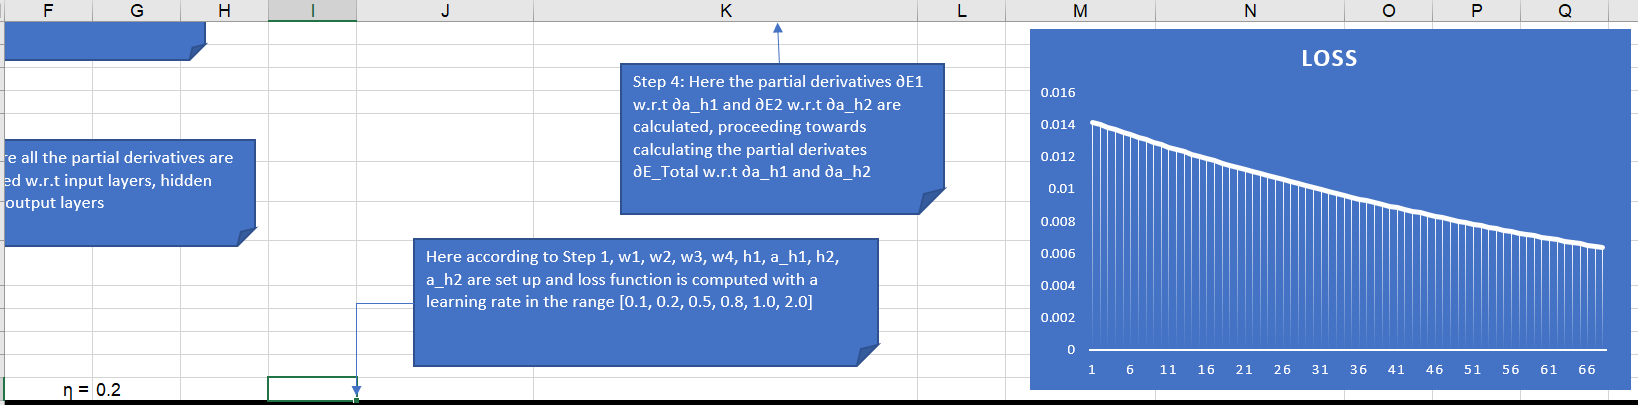 F G H I J K L M N O P Q
Step 4: Here the partial derivatives ∂E1
w.r.t ∂a_h1 and ∂E2 w.r.t ∂a_h2 are
calculated, proceeding towards
calculating the partial derivates
∂E_Total w.r.t ∂a_h1 and ∂a_h2
re all the partial derivatives are
ed w.r.t input layers, hidden
output layers
Here according to Step 1, w1, w2, w3, w4, h1, a_h1, h2,
a_h2 are set up and loss function is computed with a
learning rate in the range [0.1, 0.2, 0.5, 0.8, 1.0, 2.0]
η = 0.2
LOSS
0.016
0.014
0.012
0.01
0.008
0.006
0.004
0.002
0
1 6 11 16 21 26 31 36 41 46 51 56 61 66